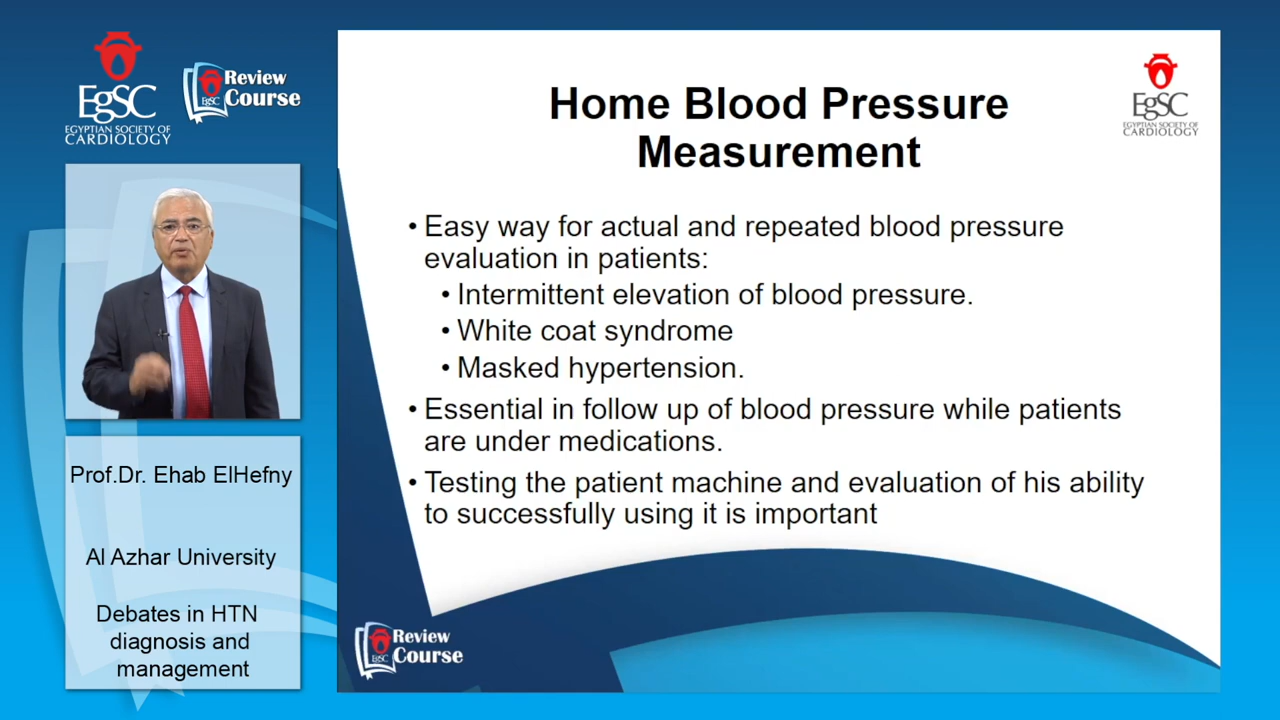 EgSC
EGYPTIAN SOCIETY OF
CARDIOLOGY
EgSC
Review
Course
Prof.Dr. Ehab ElHefny
Al Azhar University
Debates in HTN
diagnosis and
management
EgSC
EGYPTIAN SOCIETY OF
CARDIOLOGY
Home Blood Pressure
Measurement
• Easy way for actual and repeated blood pressure
evaluation in patients:
• Intermittent elevation of blood pressure.
• White coat syndrome
• Masked hypertension.
• Essential in follow up of blood pressure while patients
are under medications.
• Testing the patient machine and evaluation of his ability
to successfully using it is important
EgSC
Review
Course